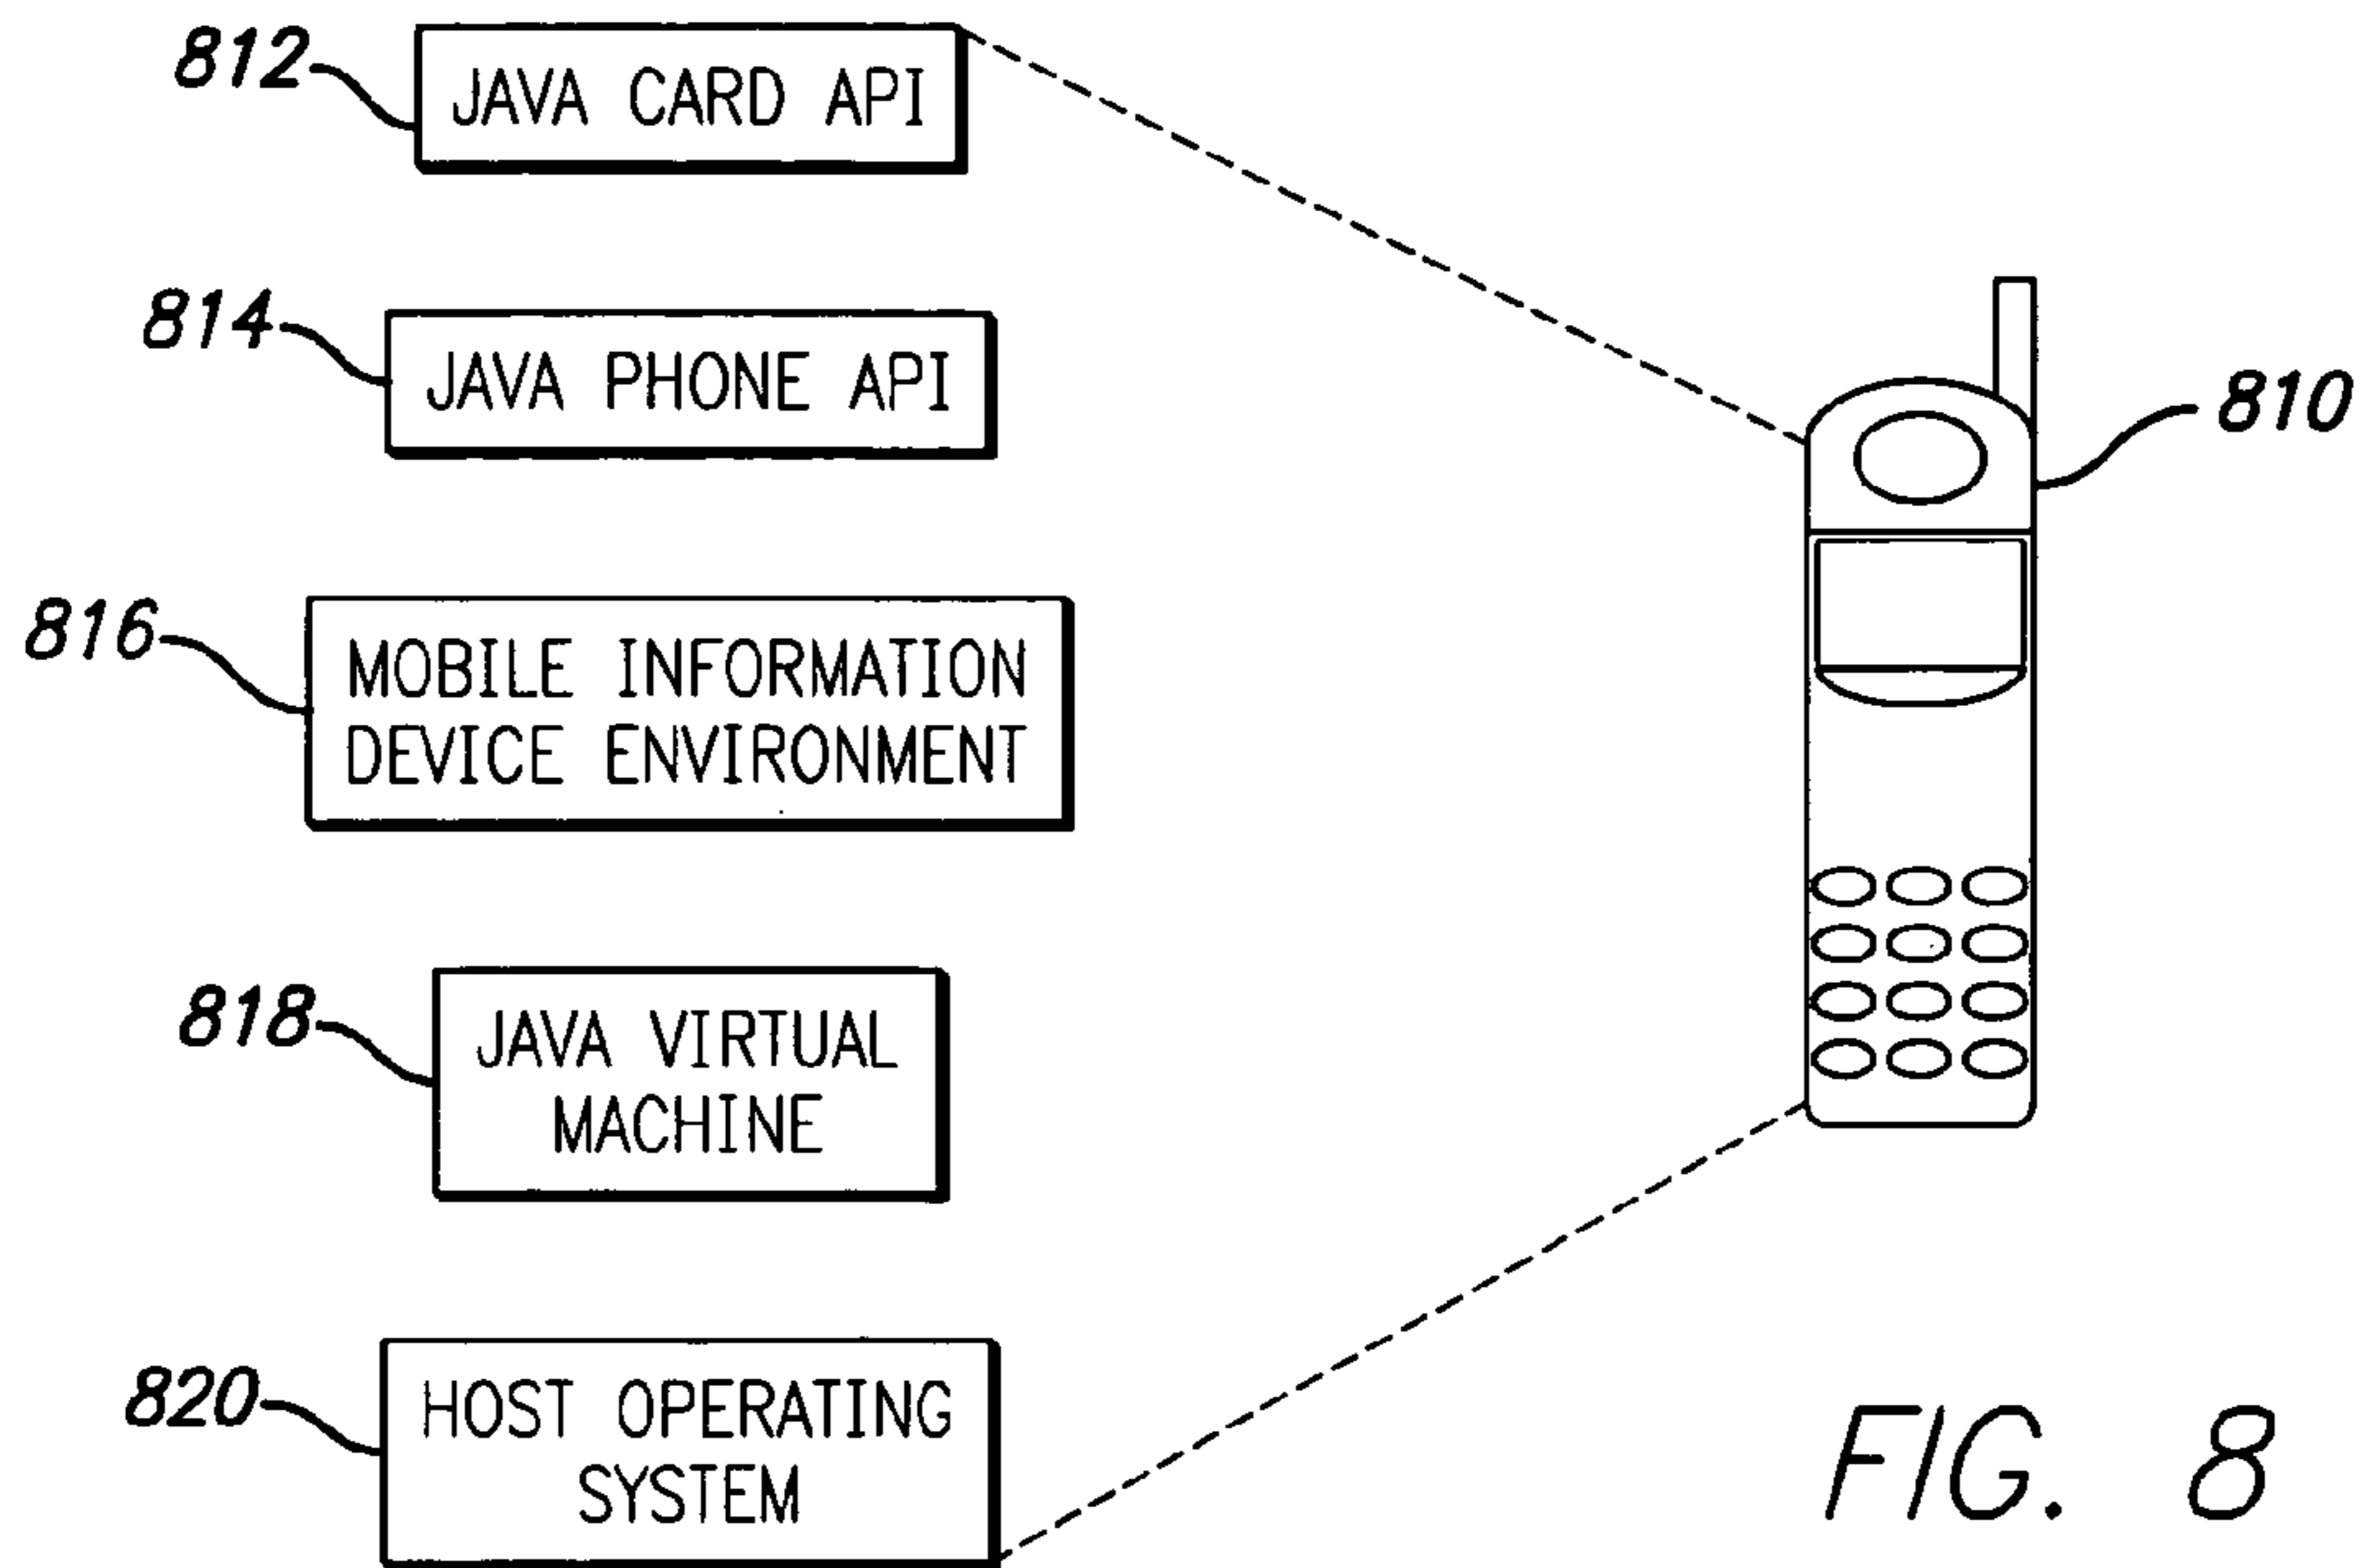 812
JAVA CARD API
814
JAVA PHONE API
810
816
MOBILE INFORMATION
DEVICE ENVIRONMENT
818
JAVA VIRTUAL
MACHINE
820
HOST OPERATING
SYSTEM
FIG. 8